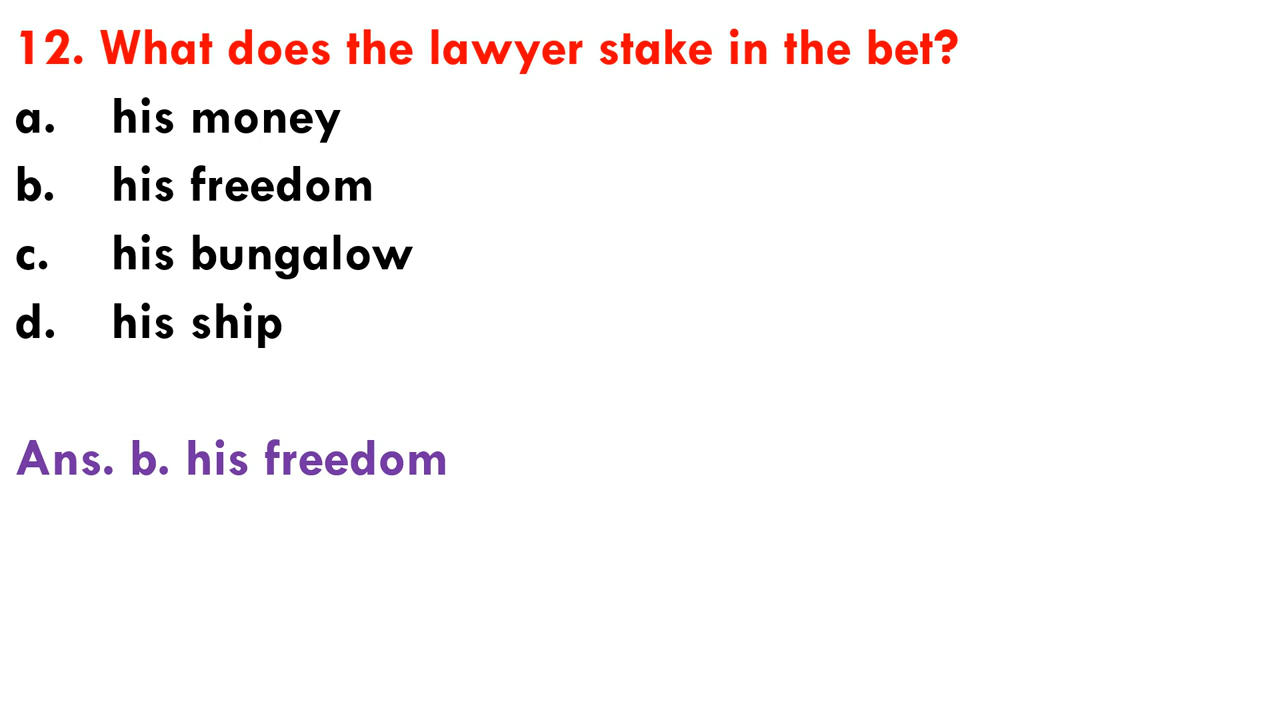 12. What does the lawyer stake in the bet?
a. his money
b. his freedom
c. his bungalow
d. his ship
Ans. b. his freedom